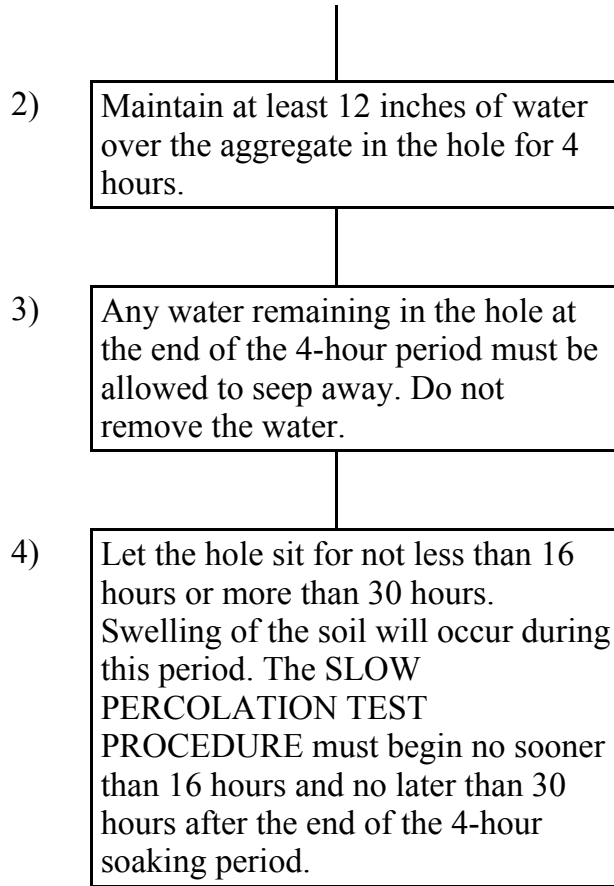 2) Maintain at least 12 inches of water
over the aggregate in the hole for 4
hours.
3) Any water remaining in the hole at
the end of the 4-hour period must be
allowed to seep away. Do not
remove the water.
4) Let the hole sit for not less than 16
hours or more than 30 hours.
Swelling of the soil will occur during
this period. The SLOW
PERCOLATION TEST
PROCEDURE must begin no sooner
than 16 hours and no later than 30
hours after the end of the 4-hour
soaking period.